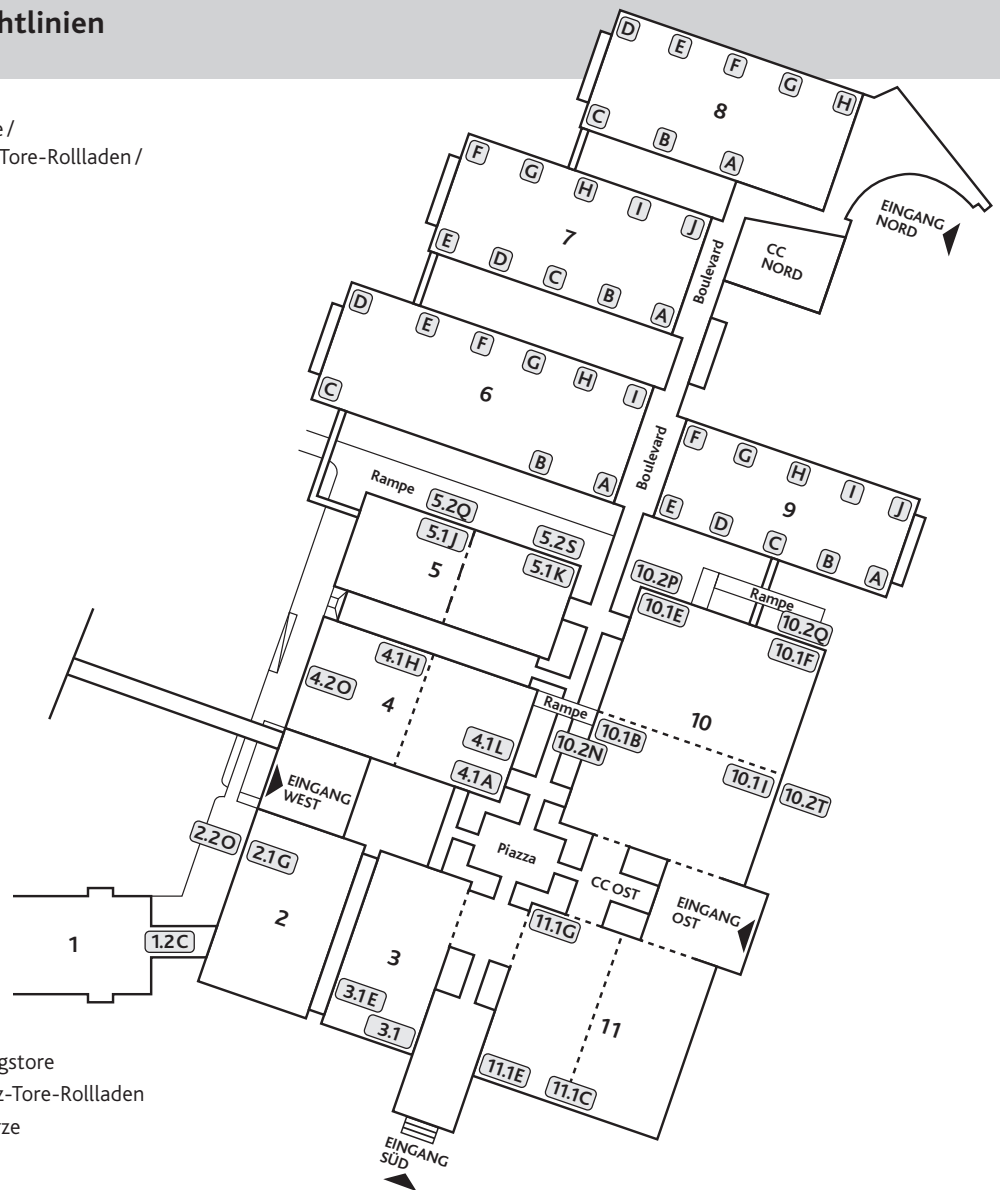 htlinien
e /
Tore-Rollladen /
D
E
F
G
H
8
C
B
A
F
G
H
I
J
7
E
D
C
B
A
EINGANG
NORD
CC
NORD
Boulevard
D
E
F
G
H
I
6
C
B
A
Boulevard
F
G
H
I
J
9
E
D
C
B
A
Rampe
5.2Q
5.1J
5.2S
5.1K
5
10.2P
10.1E
Rampe
10.2Q
10.1F
4.1H
4.2O
4
4.1L
4.1A
Rampe
10.2N
10.1B
10
10.1I
10.2T
EINGANG
WEST
2.2O
2.1G
Piazza
CC OST
EINGANG
OST
1
1.2C
2
3
3.1E
3.1
11.1G
11
11.1E
11.1C
gstore
z-Tore-Rollladen
rze
EINGANG
SÜD